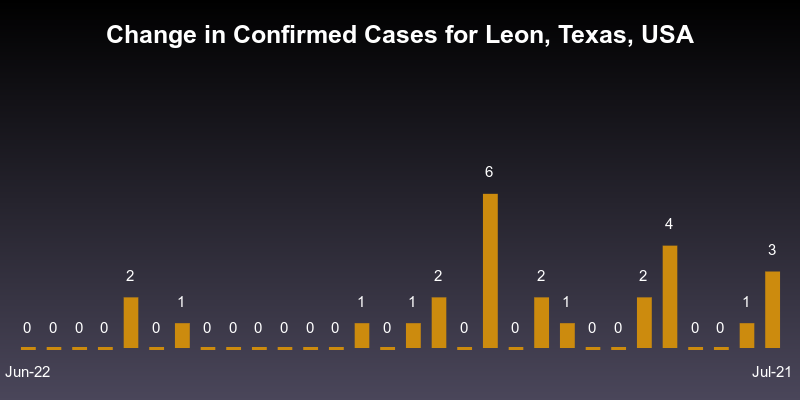 Change in Confirmed Cases for Leon, Texas, USA
6
4
3
2 2 2 2
1 1 1 1 1
0 0 0 0 0 0 0 0 0 0 0 0 0 0 0 0 0 0 0
Jun-22 Jul-21